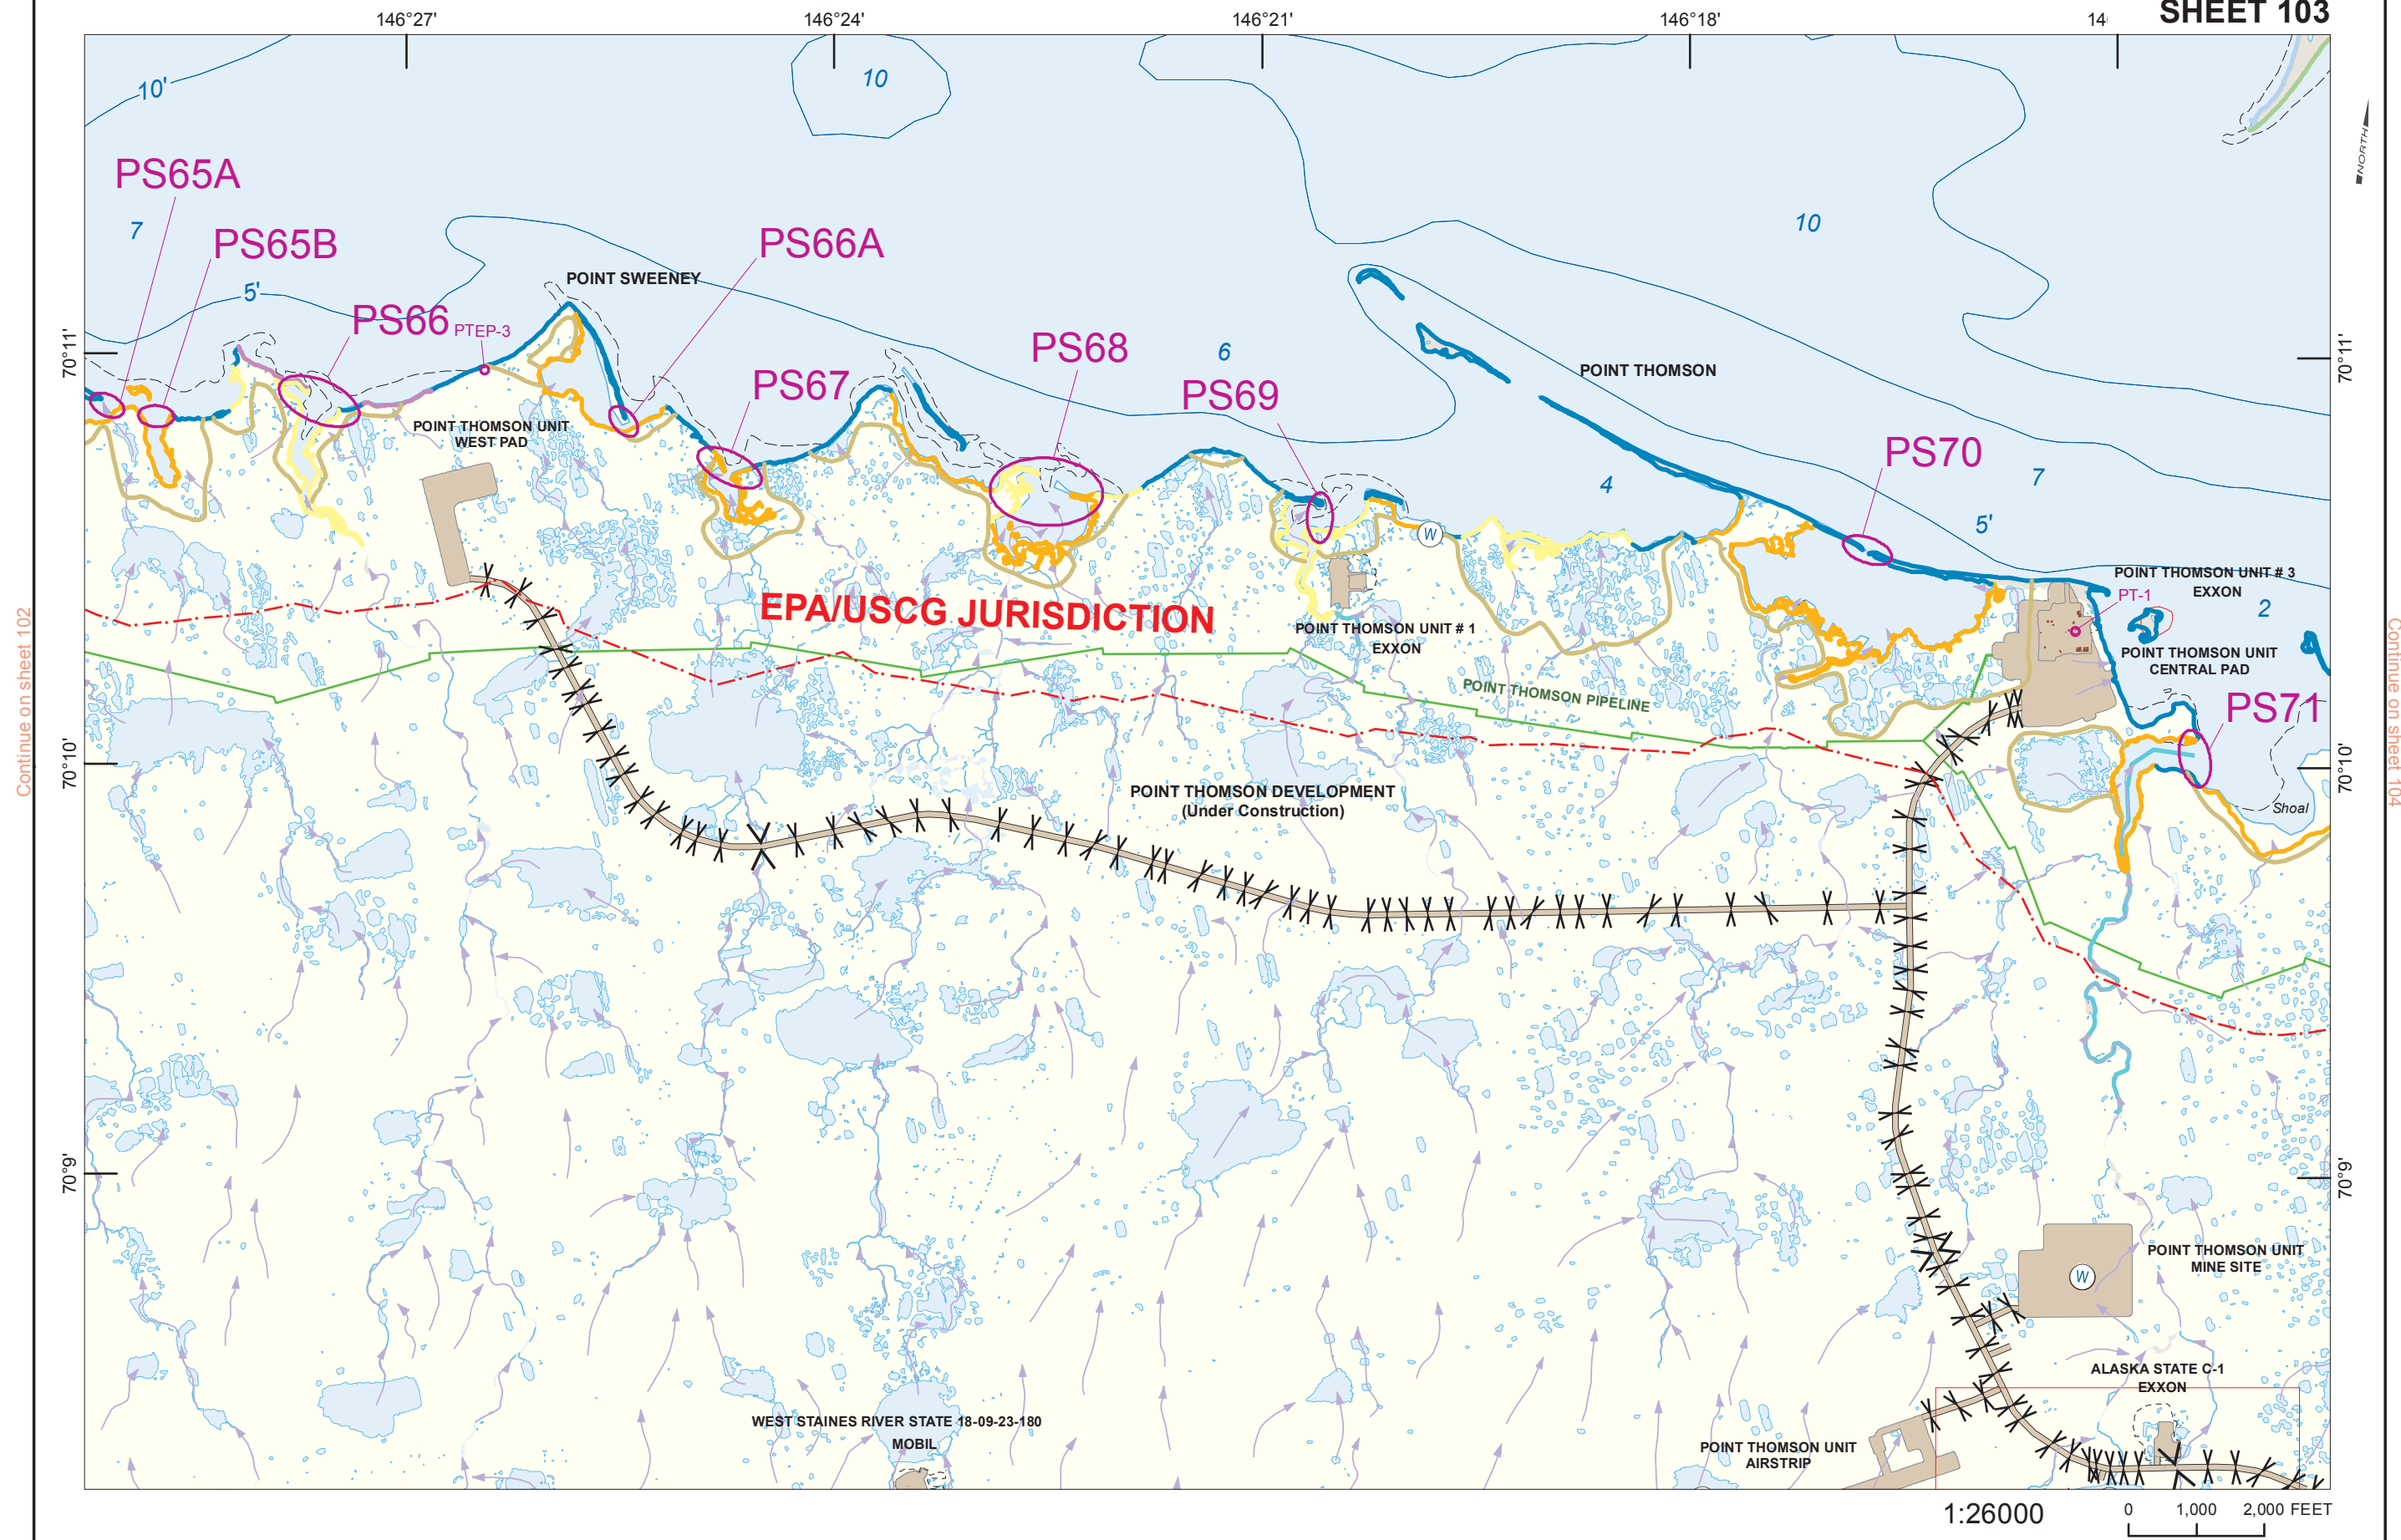 SHEET 103
146°27'
146°24'
146°21'
146°18'
14
NORTH
10'
10
10
PS65A
7
PS65B
5'
PS66
PTEP-3
POINT SWEENEY
PS66A
PS67
PS68
6
PS69
POINT THOMSON
PS70
4
7
5'
70°11'
70°11'
POINT THOMSON UNIT
WEST PAD
W
POINT THOMSON UNIT # 3
EXXON
PT-1
2
EPA/USCG JURISDICTION
POINT THOMSON UNIT # 1
EXXON
POINT THOMSON UNIT
CENTRAL PAD
POINT THOMSON PIPELINE
PS71
Continue on sheet 102
Continue on sheet 104
70°10'
70°10'
POINT THOMSON DEVELOPMENT
(Under Construction)
Shoal
70°9'
70°9'
POINT THOMSON UNIT
MINE SITE
W
ALASKA STATE C-1
EXXON
WEST STAINES RIVER STATE 18-09-23-180
MOBIL
POINT THOMSON UNIT
AIRSTRIP
1:26000
0 1,000 2,000 FEET